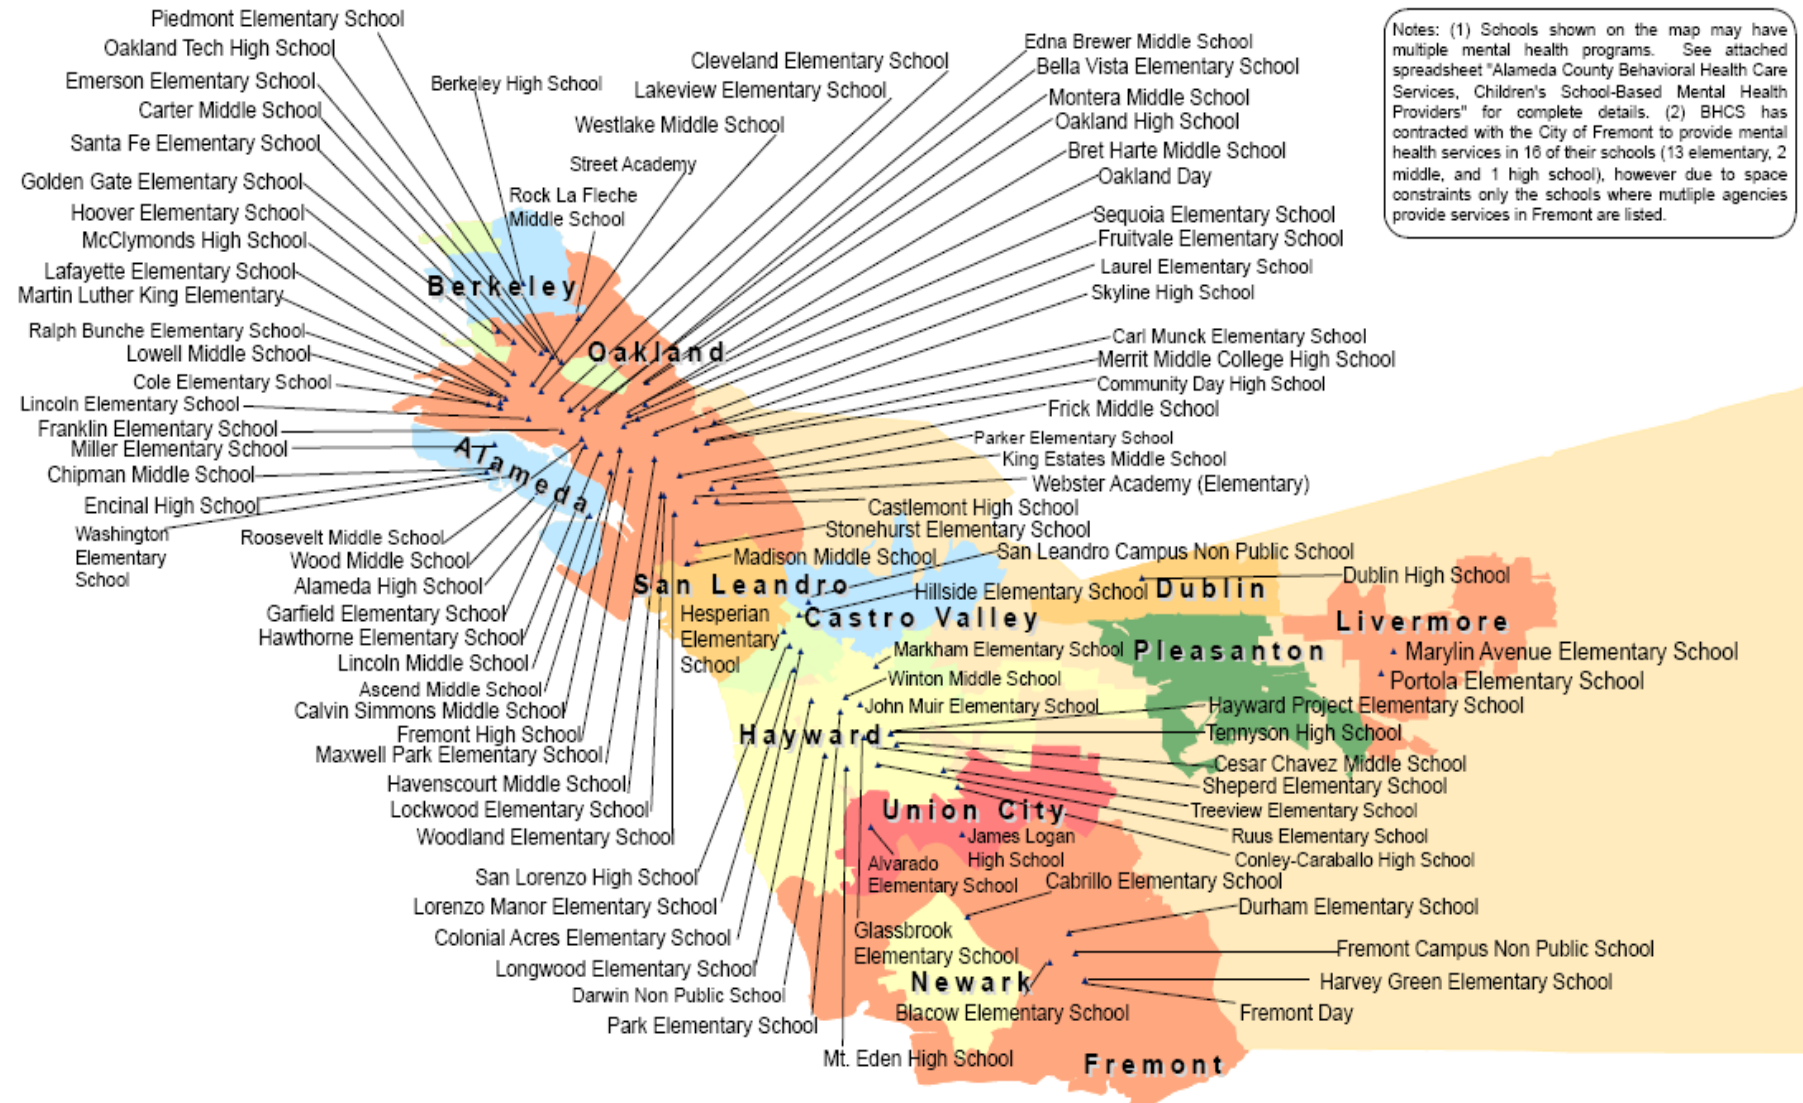 Piedmont Elementary School
Oakland Tech High School
Emerson Elementary School
Carter Middle School
Santa Fe Elementary School
Golden Gate Elementary School
Hoover Elementary School
McClymonds High School
Lafayette Elementary School
Martin Luther King Elementary
Ralph Bunche Elementary School
Lowell Middle School
Cole Elementary School
Lincoln Elementary School
Franklin Elementary School
Miller Elementary School
Chipman Middle School
Encinal High School
Washington
Elementary
School
Roosevelt Middle School
Wood Middle School
Alameda High School
Garfield Elementary School
Hawthorne Elementary School
Lincoln Middle School
Ascend Middle School
Calvin Simmons Middle School
Fremont High School
Maxwell Park Elementary School
Havenscourt Middle School
Lockwood Elementary School
Woodland Elementary School
San Lorenzo High School
Lorenzo Manor Elementary School
Colonial Acres Elementary School
Longwood Elementary School
Darwin Non Public School
Park Elementary School
Mt. Eden High School
Berkeley High School
Cleveland Elementary School
Lakeview Elementary School
Westlake Middle School
Street Academy
Rock La Fleche
Middle School
Berkeley
Oakland
Alameda
San Leandro
Hesperian
Elementary
School
Castro Valley
Hayward
Union City
Newark
Fremont
Dublin
Pleasanton
Livermore
Edna Brewer Middle School
Bella Vista Elementary School
Montera Middle School
Oakland High School
Bret Harte Middle School
Oakland Day
Sequoia Elementary School
Fruitvale Elementary School
Laurel Elementary School
Skyline High School
Carl Munck Elementary School
Merrit Middle College High School
Community Day High School
Frick Middle School
Parker Elementary School
King Estates Middle School
Webster Academy (Elementary)
Castlemont High School
Stonehurst Elementary School
Madison Middle School
San Leandro Campus Non Public School
Hillside Elementary School
Dublin High School
Marylin Avenue Elementary School
Portola Elementary School
Markham Elementary School
Winton Middle School
John Muir Elementary School
Hayward Project Elementary School
Tennyson High School
Cesar Chavez Middle School
Sheperd Elementary School
Treeview Elementary School
Ruus Elementary School
Conley-Caraballo High School
James Logan
High School
Alvarado
Elementary School
Cabrillo Elementary School
Durham Elementary School
Glassbrook
Elementary School
Fremont Campus Non Public School
Harvey Green Elementary School
Blacow Elementary School
Fremont Day
Notes: (1) Schools shown on the map may have
multiple mental health programs. See attached
spreadsheet "Alameda County Behavioral Health Care
Services, Children's School-Based Mental Health
Providers" for complete details. (2) BHCS has
contracted with the City of Fremont to provide mental
health services in 16 of their schools (13 elementary, 2
middle, and 1 high school), however due to space
constraints only the schools where mutliple agencies
provide services in Fremont are listed.